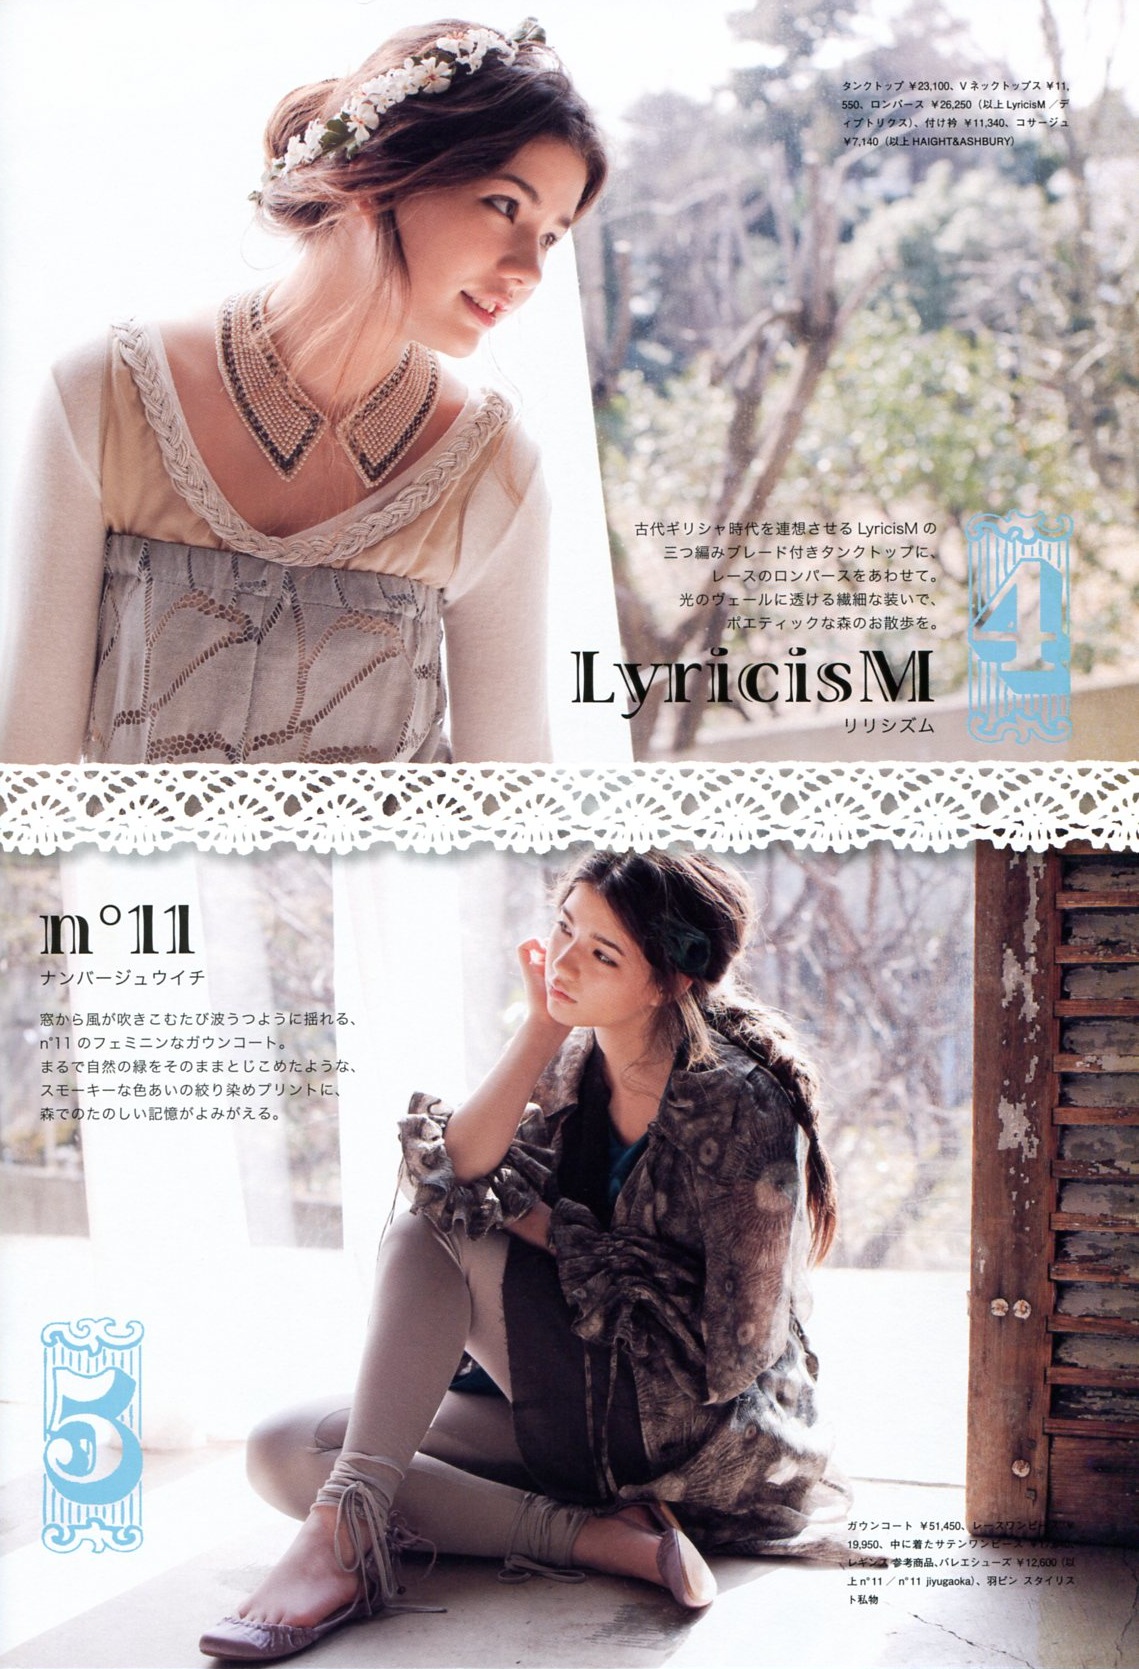 タンクトップ ￥23,100、V ネックトップス ￥11,
550、ロンパース ￥26,250（以上 LyricisM ／デ
ィプトリクス）、付け衿 ￥11,340、コサージュ
￥7,140（以上 HAIGHT&ASHBURY）
古代ギリシャ時代を連想させる LyricisM の
三つ編みブレード付きタンクトップに、
レースのロンパースをあわせて。
光のヴェールに透ける繊細な装いで、
ポエティックな森のお散歩を。
4
LyricisM
リリシズム
n°11
ナンバージュウイチ
窓から風が吹きこむたび波うつように揺れる、
n°11 のフェミニンなガウンコート。
まるで自然の緑をそのままとじこめたような、
スモーキーな色あいの絞り染めプリントに、
森でのたのしい記憶がよみがえる。
5
ガウンコート ￥51,450、レースワンピース ￥
19,950、中に着たサテンワンピース
レギンス 参考商品、バレエシューズ ￥12,600（以
上 n°11 ／ n°11 jiyugaoka）、羽ピン スタイリス
ト私物